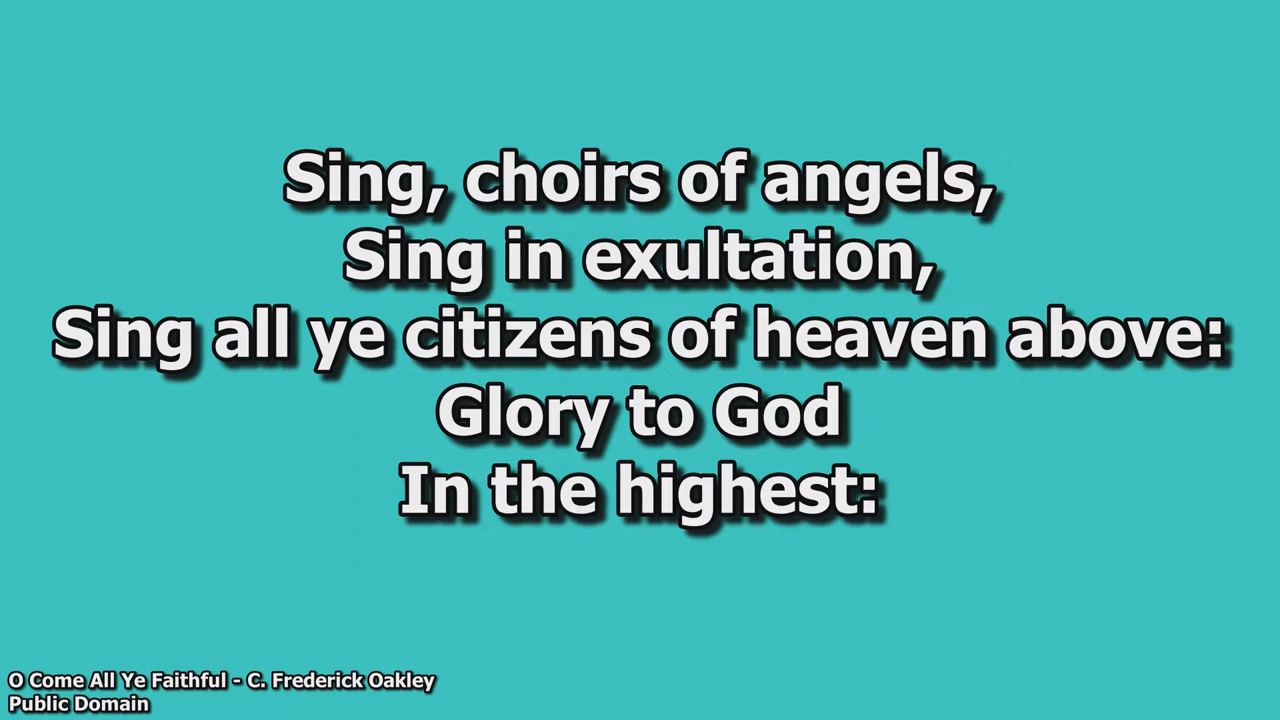 Sing, choirs of angels,
Sing in exultation,
Sing all ye citizens of heaven above:
Glory to God
In the highest:
O Come All Ye Faithful - C. Frederick Oakley
Public Domain